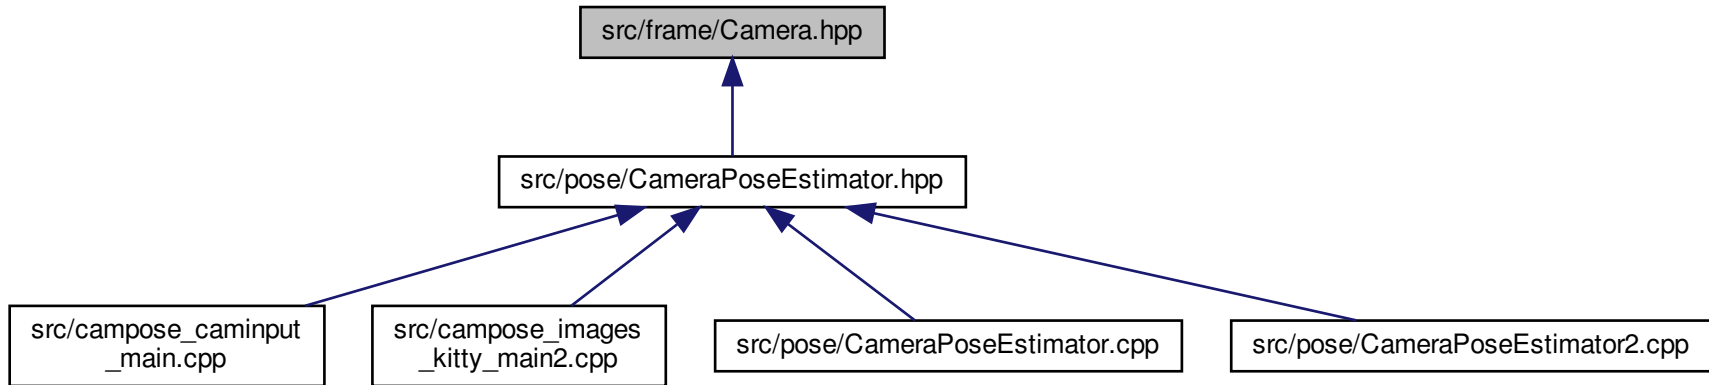 src/frame/Camera.hpp
src/pose/CameraPoseEstimator.hpp
src/campose_caminput
_main.cpp
src/campose_images
_kitty_main2.cpp
src/pose/CameraPoseEstimator.cpp
src/pose/CameraPoseEstimator2.cpp